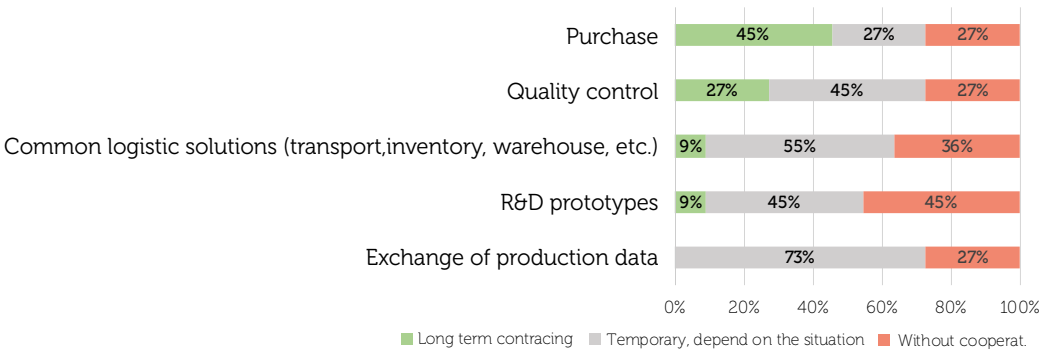 Purchase 45% 27% 27%
Quality control 27% 45% 27%
Common logistic solutions (transport,inventory, warehouse, etc.) 9% 55% 36%
R&D prototypes 9% 45% 45%
Exchange of production data 73% 27%
0% 20% 40% 60% 80% 100%
Long term contracing Temporary, depend on the situation Without cooperat.